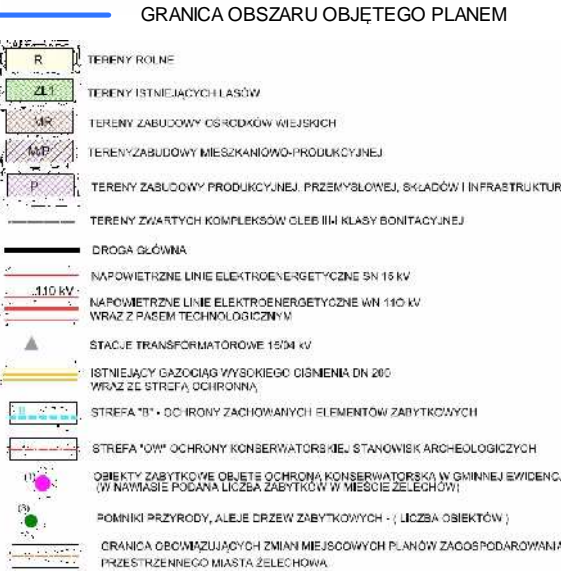 GRANICA OBSZARU OBJĘTEGO PLANEM
R TERENY ROLNE
ZL1 TERENY ISTNIEJĄCYCH LASÓW
MR TERENY ZABUDOWY OŚRODKÓW WIEJSKICH
M/P TERENYZABUDOWY MIESZKANIOWO-PRODUKCYJNEJ
P TERENY ZABUDOWY PRODUKCYJNEJ, PRZEMYSŁOWEJ, SKŁADÓW I INFRASTRUKTUR
TERENY ZWARTYCH KOMPLEKSÓW GLEB III-I KLASY BONITACYJNEJ
DROGA GŁÓWNA
NAPOWIETRZNE LINIE ELEKTROENERGETYCZNE SN 15 kV
110 kV NAPOWIETRZNE LINIE ELEKTROENERGETYCZNE WN 110 kV
WRAZ Z PASEM TECHNOLOGICZNYM
STACJE TRANSFORMATOROWE 15/04 kV
ISTNIEJĄCY GAZOCIĄG WYSOKIEGO CIŚNIENIA DN 200
WRAZ ZE STREFĄ OCHRONNĄ
STREFA "B" - OCHRONY ZACHOWANYCH ELEMENTÓW ZABYTKOWYCH
STREFA "OW" OCHRONY KONSERWATORSKIEJ STANOWISK ARCHEOLOGICZYCH
(1) OBIEKTY ZABYTKOWE OBJĘTE OCHRONĄ KONSERWATORSKĄ W GMINNEJ EWIDENCJ
(W NAWIASIE PODANA LICZBA ZABYTKÓW W MIEŚCIE ŻELECHÓW)
(3) POMNIKI PRZYRODY, ALEJE DRZEW ZABYTKOWYCH - ( LICZBA OBIEKTÓW )
GRANICA OBOWIĄZUJĄCYCH ZMIAN MIEJSCOWYCH PLANÓW ZAGOSPODAROWANIA
PRZESTRZENNEGO MIASTA ŻELECHOWA